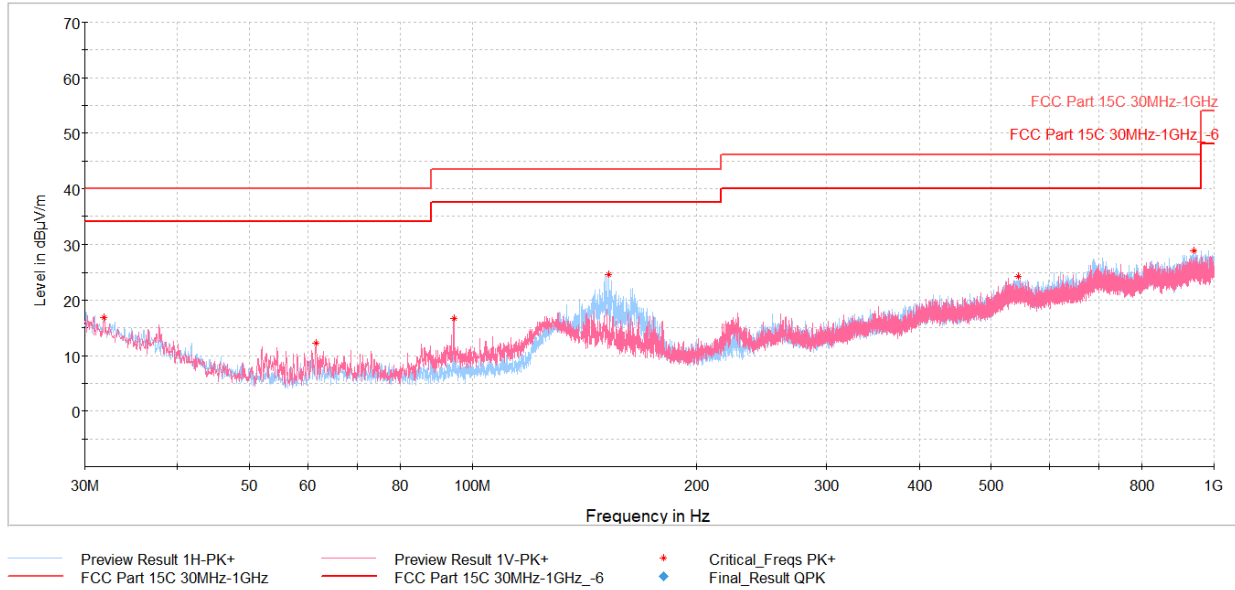 70
60
50
40
30
20
10
0
Level in dBµV/m
FCC Part 15C 30MHz-1GHz
FCC Part 15C 30MHz-1GHz_-6
30M 50 60 80 100M 200 300 400 500 800 1G
Frequency in Hz
Preview Result 1H-PK+ Preview Result 1V-PK+ Critical_Freqs PK+
FCC Part 15C 30MHz-1GHz FCC Part 15C 30MHz-1GHz_-6 Final_Result QPK